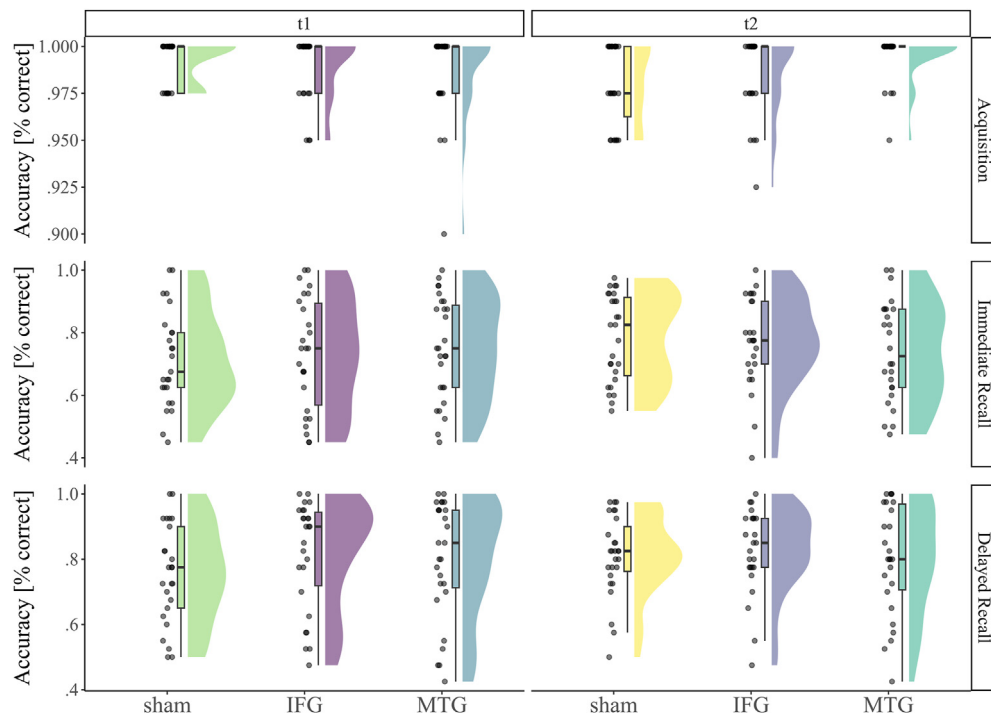 t1
t2
Accuracy [% correct]
1.000
.975
.950
.925
.900
Acquisition
Accuracy [% correct]
1.0
.8
.6
.4
Immediate Recall
Accuracy [% correct]
1.0
.8
.6
.4
Delayed Recall
sham IFG MTG sham IFG MTG